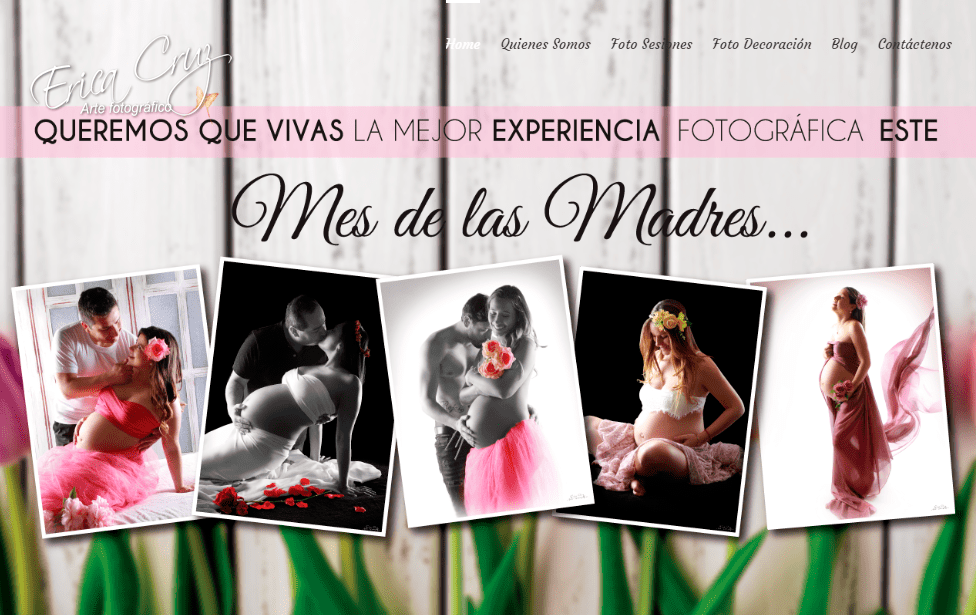 Home Quienes Somos Foto Sesiones Foto Decoración Blog Contáctenos
Erica Cruz
Arte fotográfico
QUEREMOS QUE VIVAS LA MEJOR EXPERIENCIA FOTOGRÁFICA ESTE
Mes de las Madres...